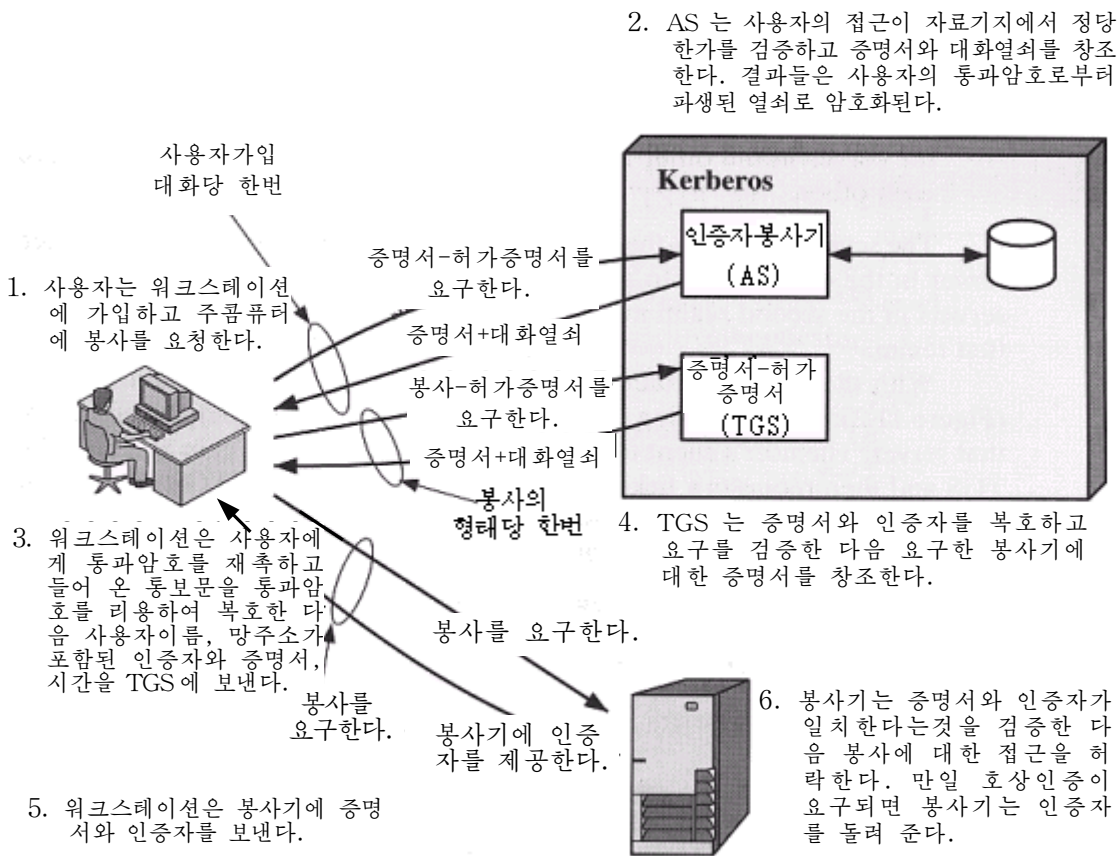 2. AS 는 사용자의 접근이 자료기지에서 정당
한가를 검증하고 증명서와 대화열쇠를 창조
한다. 결과들은 사용자의 통과암호로부터
파생된 열쇠로 암호화된다.
사용자가입
대화당 한번
Kerberos
인증자봉사기
(AS)
증명서-허가증명서를
요구한다.
1. 사용자는 워크스테이션
에 가입하고 주콤퓨터
에 봉사를 요청한다.
증명서+대화열쇠
봉사-허가증명서를
요구한다.
증명서-허가
증명서
(TGS)
증명서+대화열쇠
봉사의
형태당 한번
4. TGS 는 증명서와 인증자를 복호하고
요구를 검증한 다음 요구한 봉사기에
대한 증명서를 창조한다.
3. 워크스테이션은 사용자에
게 통과암호를 재촉하고
들어 온 통보문을 통과암
호를 리용하여 복호한 다
음 사용자이름, 망주소가
포함된 인증자와 증명서,
시간을 TGS에 보낸다.
봉사를 요구한다.
봉사를
요구한다.
봉사기에 인증
자를 제공한다.
6. 봉사기는 증명서와 인증자가
일치한다는것을 검증한 다
음 봉사에 대한 접근을 허
락한다. 만일 호상인증이
요구되면 봉사기는 인증자
를 돌려 준다.
5. 워크스테이션은 봉사기에 증명
서와 인증자를 보낸다.